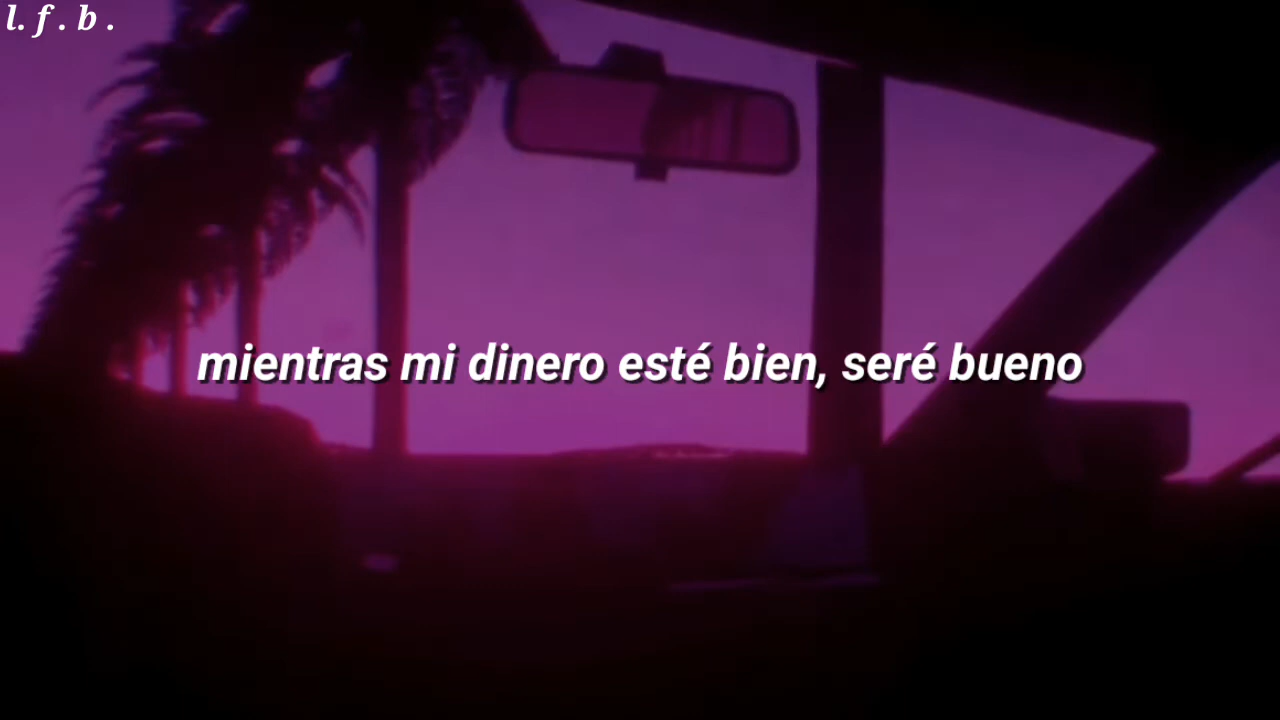 l. f. b.
mientras mi dinero esté bien, seré bueno